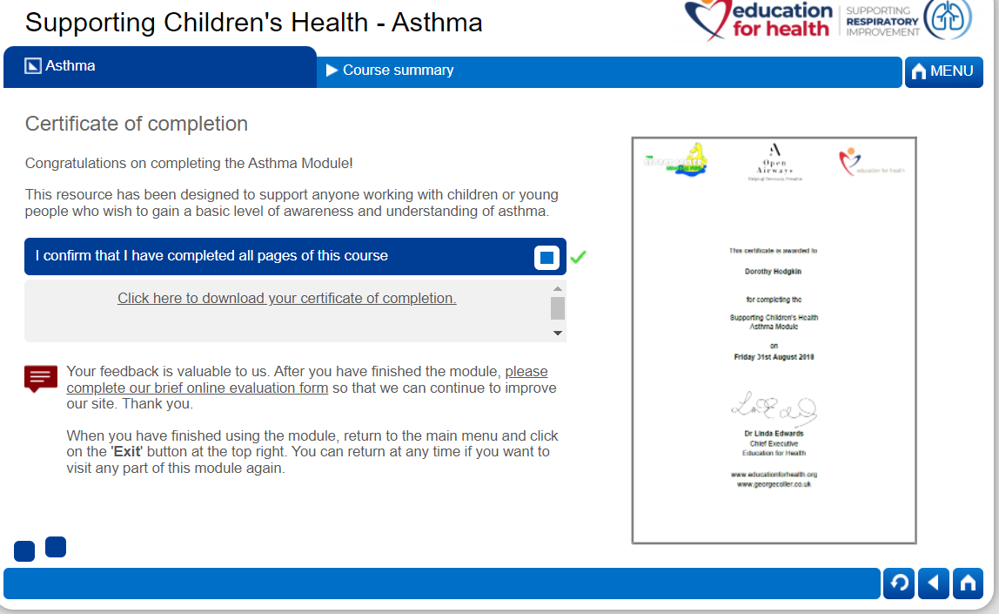 Supporting Children's Health - Asthma
education
for health
SUPPORTING
RESPIRATORY
IMPROVEMENT
Asthma
Course summary
MENU
Certificate of completion
Congratulations on completing the Asthma Module!
This resource has been designed to support anyone working with children or young
people who wish to gain a basic level of awareness and understanding of asthma.
I confirm that I have completed all pages of this course
Click here to download your certificate of completion.
Your feedback is valuable to us. After you have finished the module, please
complete our brief online evaluation form so that we can continue to improve
our site. Thank you.
When you have finished using the module, return to the main menu and click
on the 'Exit' button at the top right. You can return at any time if you want to
visit any part of this module again.
Open
Airways
education for health
This certificate is awarded to
Dorothy Hodgkin
for completing the
Supporting Children's Health
Asthma Module
on
Friday 31st August 2018
Dr Linda Edwards
Chief Executive
Education for Health
www.educationforhealth.org
www.georgecoller.co.uk